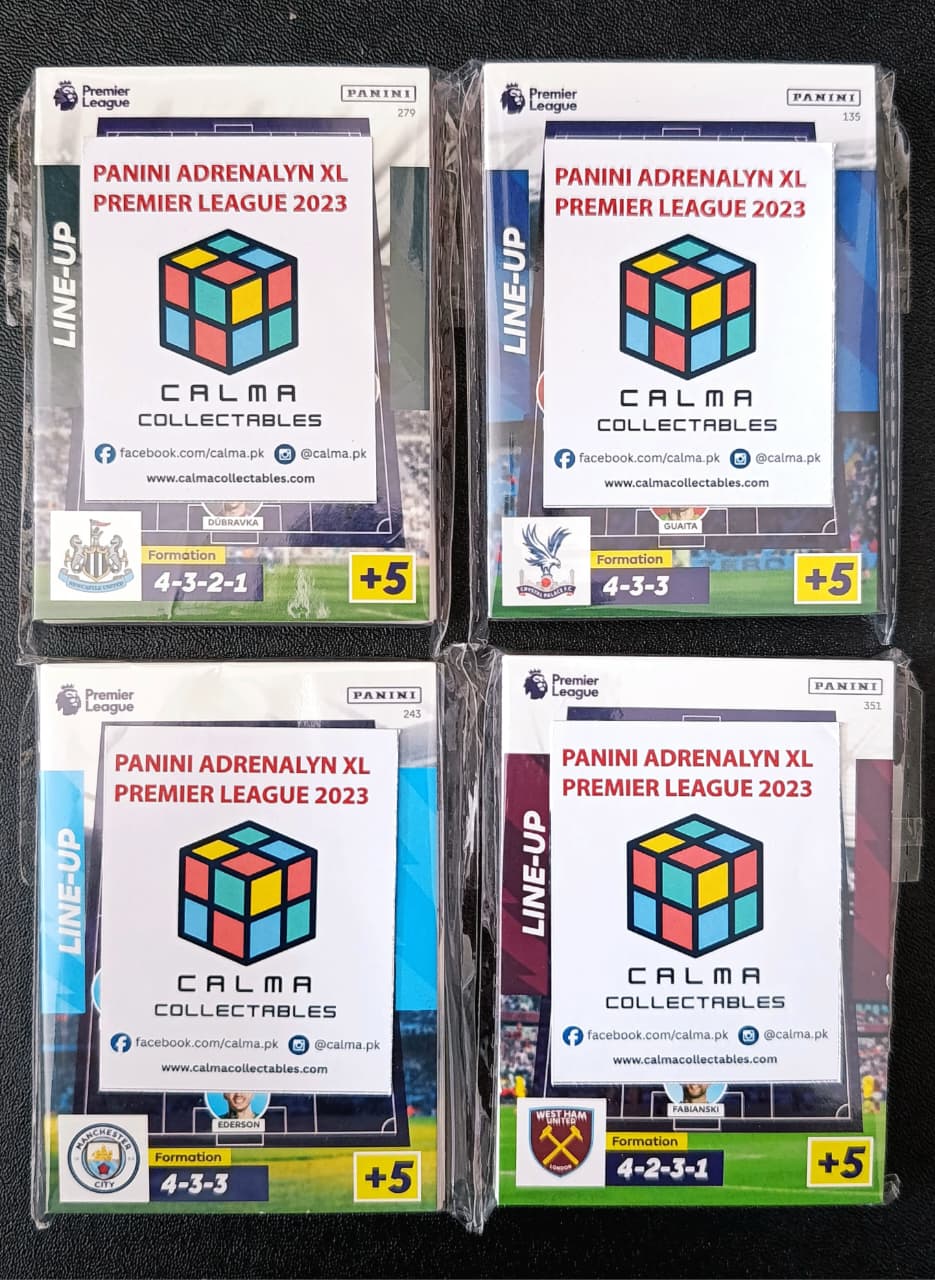 Premier
League
PANINI
279
PANINI ADRENALYN XL
PREMIER LEAGUE 2023
LINE-UP
CALMA
COLLECTABLES
facebook.com/calma.pk @calma.pk
www.calmacollectables.com
DÚBRAVKA
NEWCASTLE UNITED
Formation
4-3-2-1
+5
Premier
League
PANINI
135
PANINI ADRENALYN XL
PREMIER LEAGUE 2023
LINE-UP
CALMA
COLLECTABLES
facebook.com/calma.pk @calma.pk
www.calmacollectables.com
GUAITA
CRYSTAL PALACE F.C.
Formation
4-3-3
+5
Premier
League
PANINI
243
PANINI ADRENALYN XL
PREMIER LEAGUE 2023
LINE-UP
CALMA
COLLECTABLES
facebook.com/calma.pk @calma.pk
www.calmacollectables.com
EDERSON
MANCHESTER
CITY
Formation
4-3-3
+5
Premier
League
PANINI
351
PANINI ADRENALYN XL
PREMIER LEAGUE 2023
LINE-UP
CALMA
COLLECTABLES
facebook.com/calma.pk @calma.pk
www.calmacollectables.com
FABIANSKI
WEST HAM
UNITED
LONDON
Formation
4-2-3-1
+5